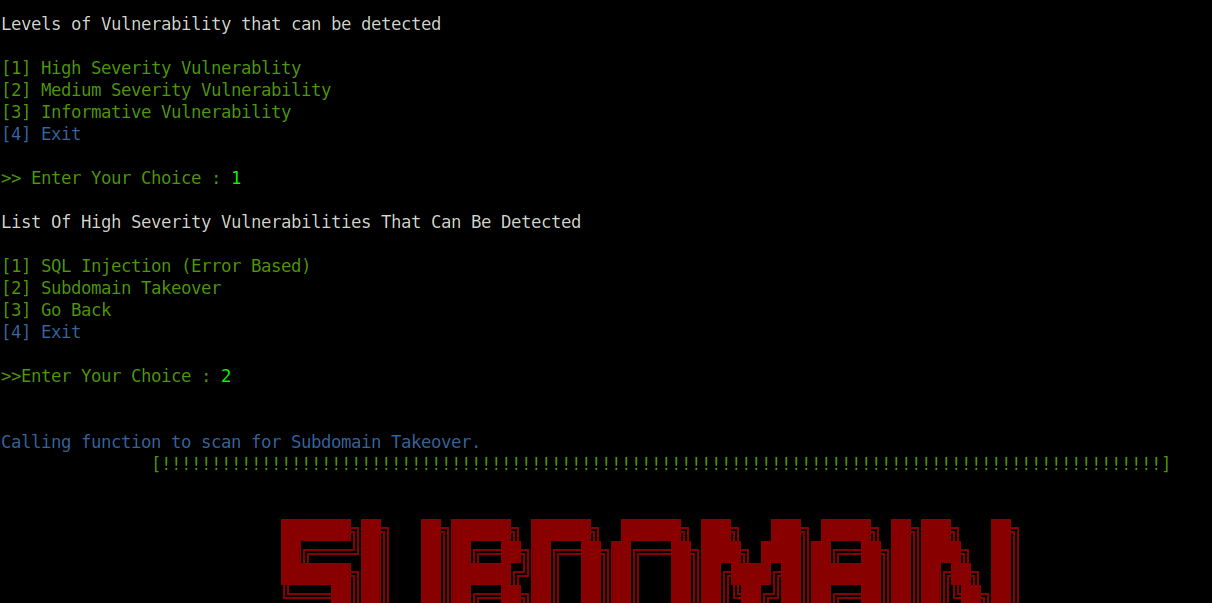 Levels of Vulnerability that can be detected
[1] High Severity Vulnerablity
[2] Medium Severity Vulnerability
[3] Informative Vulnerability
[4] Exit
>> Enter Your Choice : 1
List Of High Severity Vulnerabilities That Can Be Detected
[1] SQL Injection (Error Based)
[2] Subdomain Takeover
[3] Go Back
[4] Exit
>>Enter Your Choice : 2
Calling function to scan for Subdomain Takeover.
[!!!!!!!!!!!!!!!!!!!!!!!!!!!!!!!!!!!!!!!!!!!!!!!!!!!!!!!!!!!!!!!!!!!!!!!!!!!!!!!!!!!!!!!!!!!!!!!!!!!!]
SUBDOMAIN